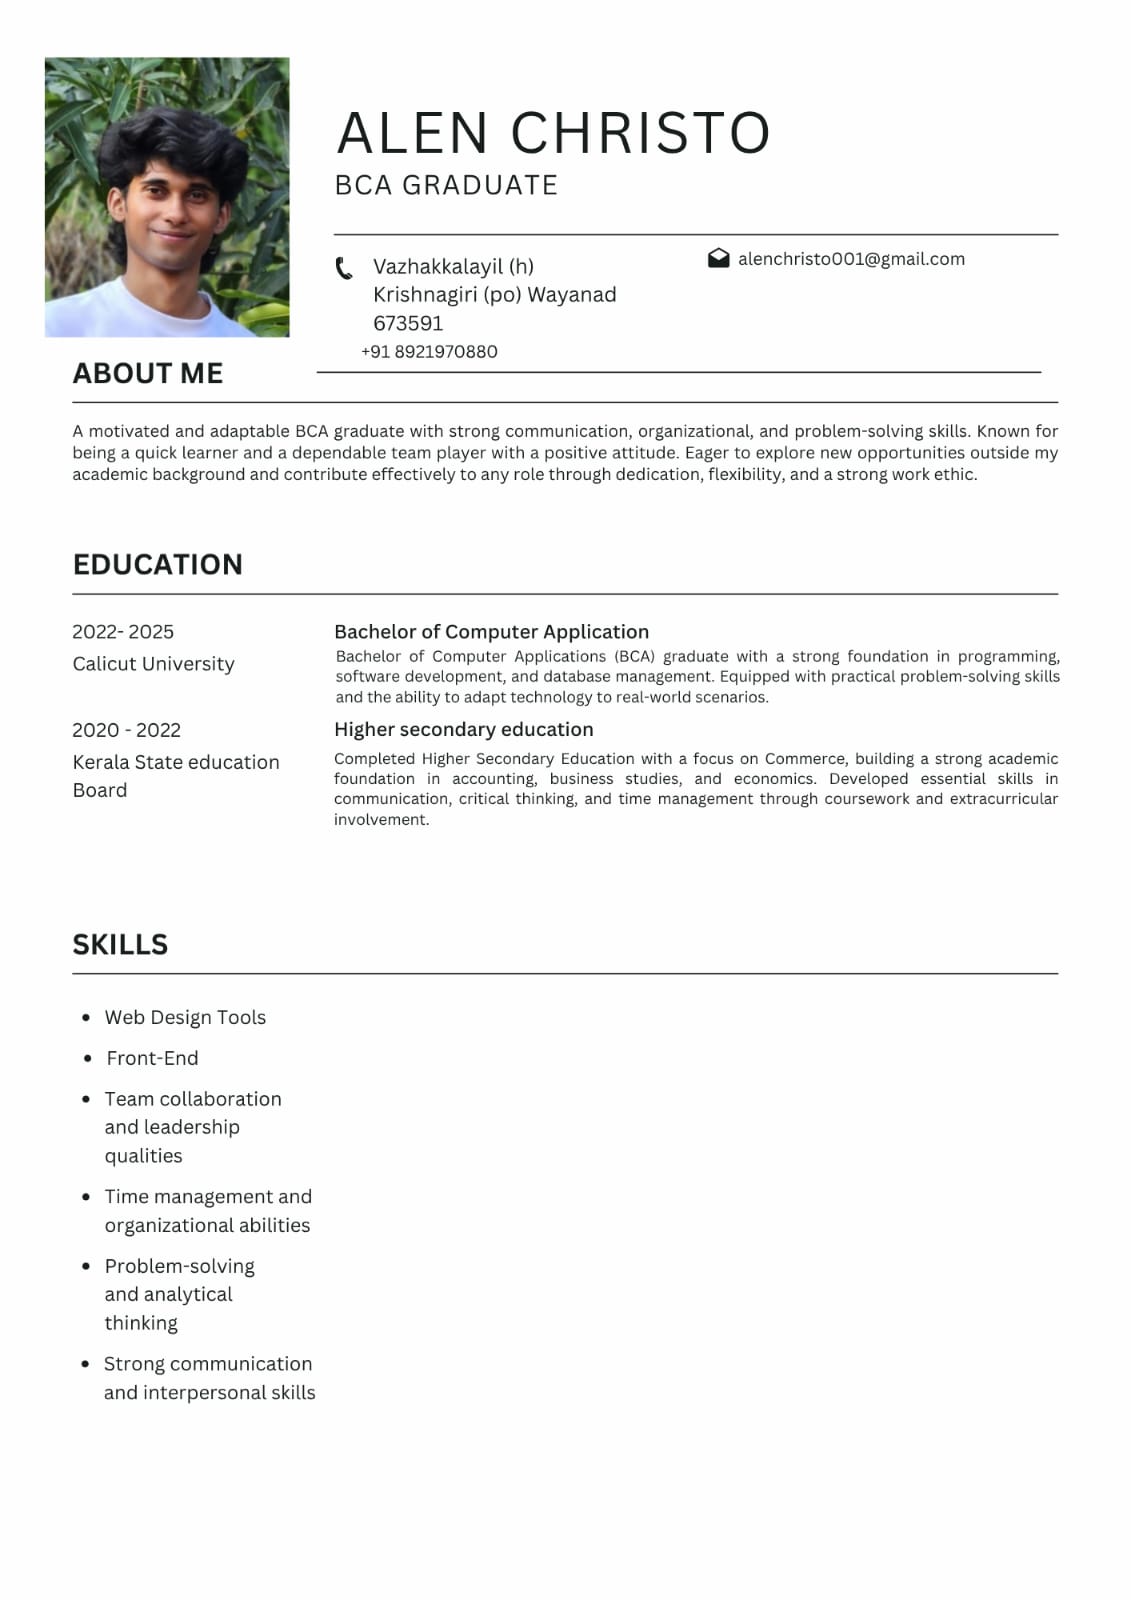 ALEN CHRISTO
BCA GRADUATE
Vazhakkalayil (h)
Krishnagiri (po) Wayanad
673591
+91 8921970880
alenchristo001@gmail.com
ABOUT ME
A motivated and adaptable BCA graduate with strong communication, organizational, and problem-solving skills. Known for
being a quick learner and a dependable team player with a positive attitude. Eager to explore new opportunities outside my
academic background and contribute effectively to any role through dedication, flexibility, and a strong work ethic.
EDUCATION
2022- 2025
Calicut University
Bachelor of Computer Application
Bachelor of Computer Applications (BCA) graduate with a strong foundation in programming,
software development, and database management. Equipped with practical problem-solving skills
and the ability to adapt technology to real-world scenarios.
2020 - 2022
Kerala State education
Board
Higher secondary education
Completed Higher Secondary Education with a focus on Commerce, building a strong academic
foundation in accounting, business studies, and economics. Developed essential skills in
communication, critical thinking, and time management through coursework and extracurricular
involvement.
SKILLS
• Web Design Tools
• Front-End
• Team collaboration
and leadership
qualities
• Time management and
organizational abilities
• Problem-solving
and analytical
thinking
• Strong communication
and interpersonal skills